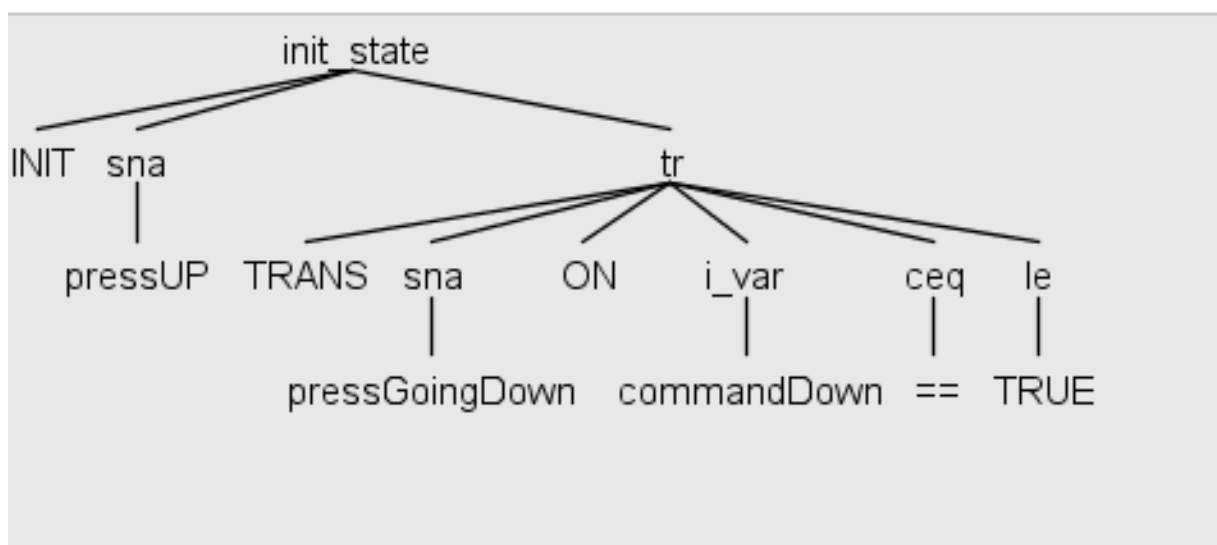 init_state
INIT sna tr
pressUP TRANS sna ON i_var ceq le
pressGoingDown commandDown == TRUE